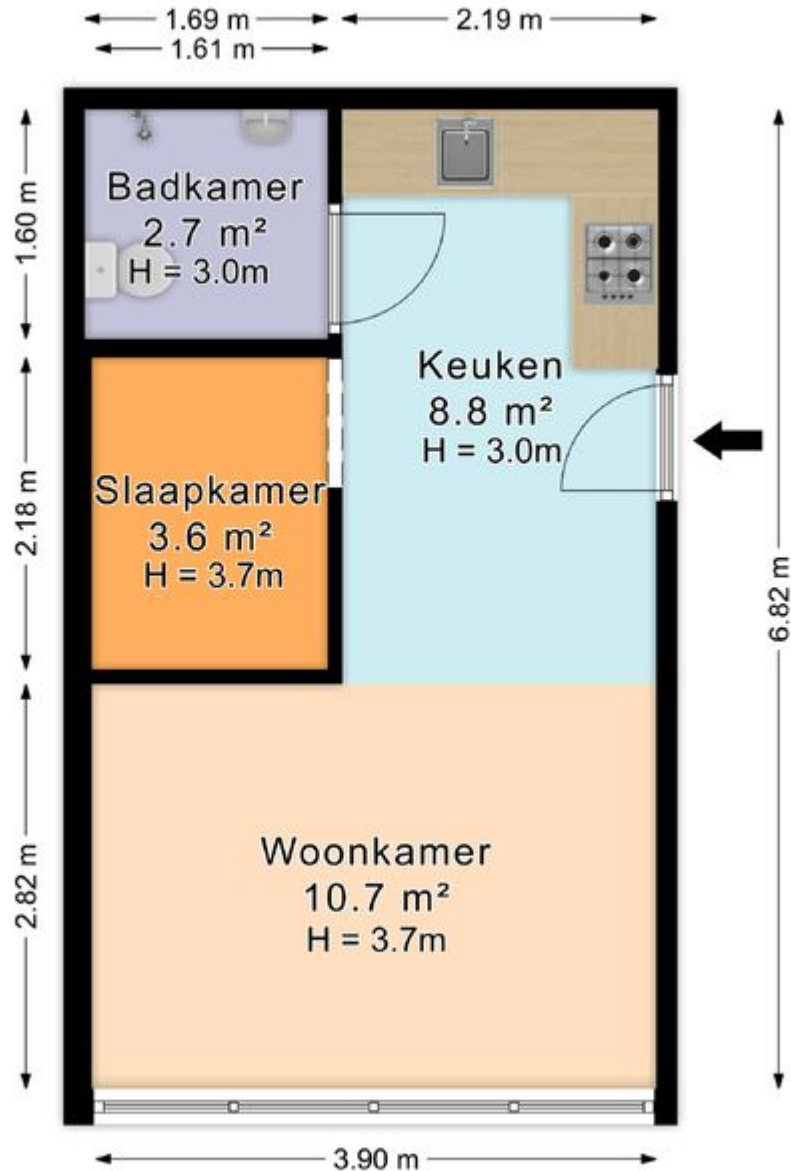 1.69 m
2.19 m
1.61 m
1.60 m
Badkamer
2.7 m²
H = 3.0m
Keuken
8.8 m²
H = 3.0m
2.18 m
Slaapkamer
3.6 m²
H = 3.7m
6.82 m
2.82 m
Woonkamer
10.7 m²
H = 3.7m
3.90 m